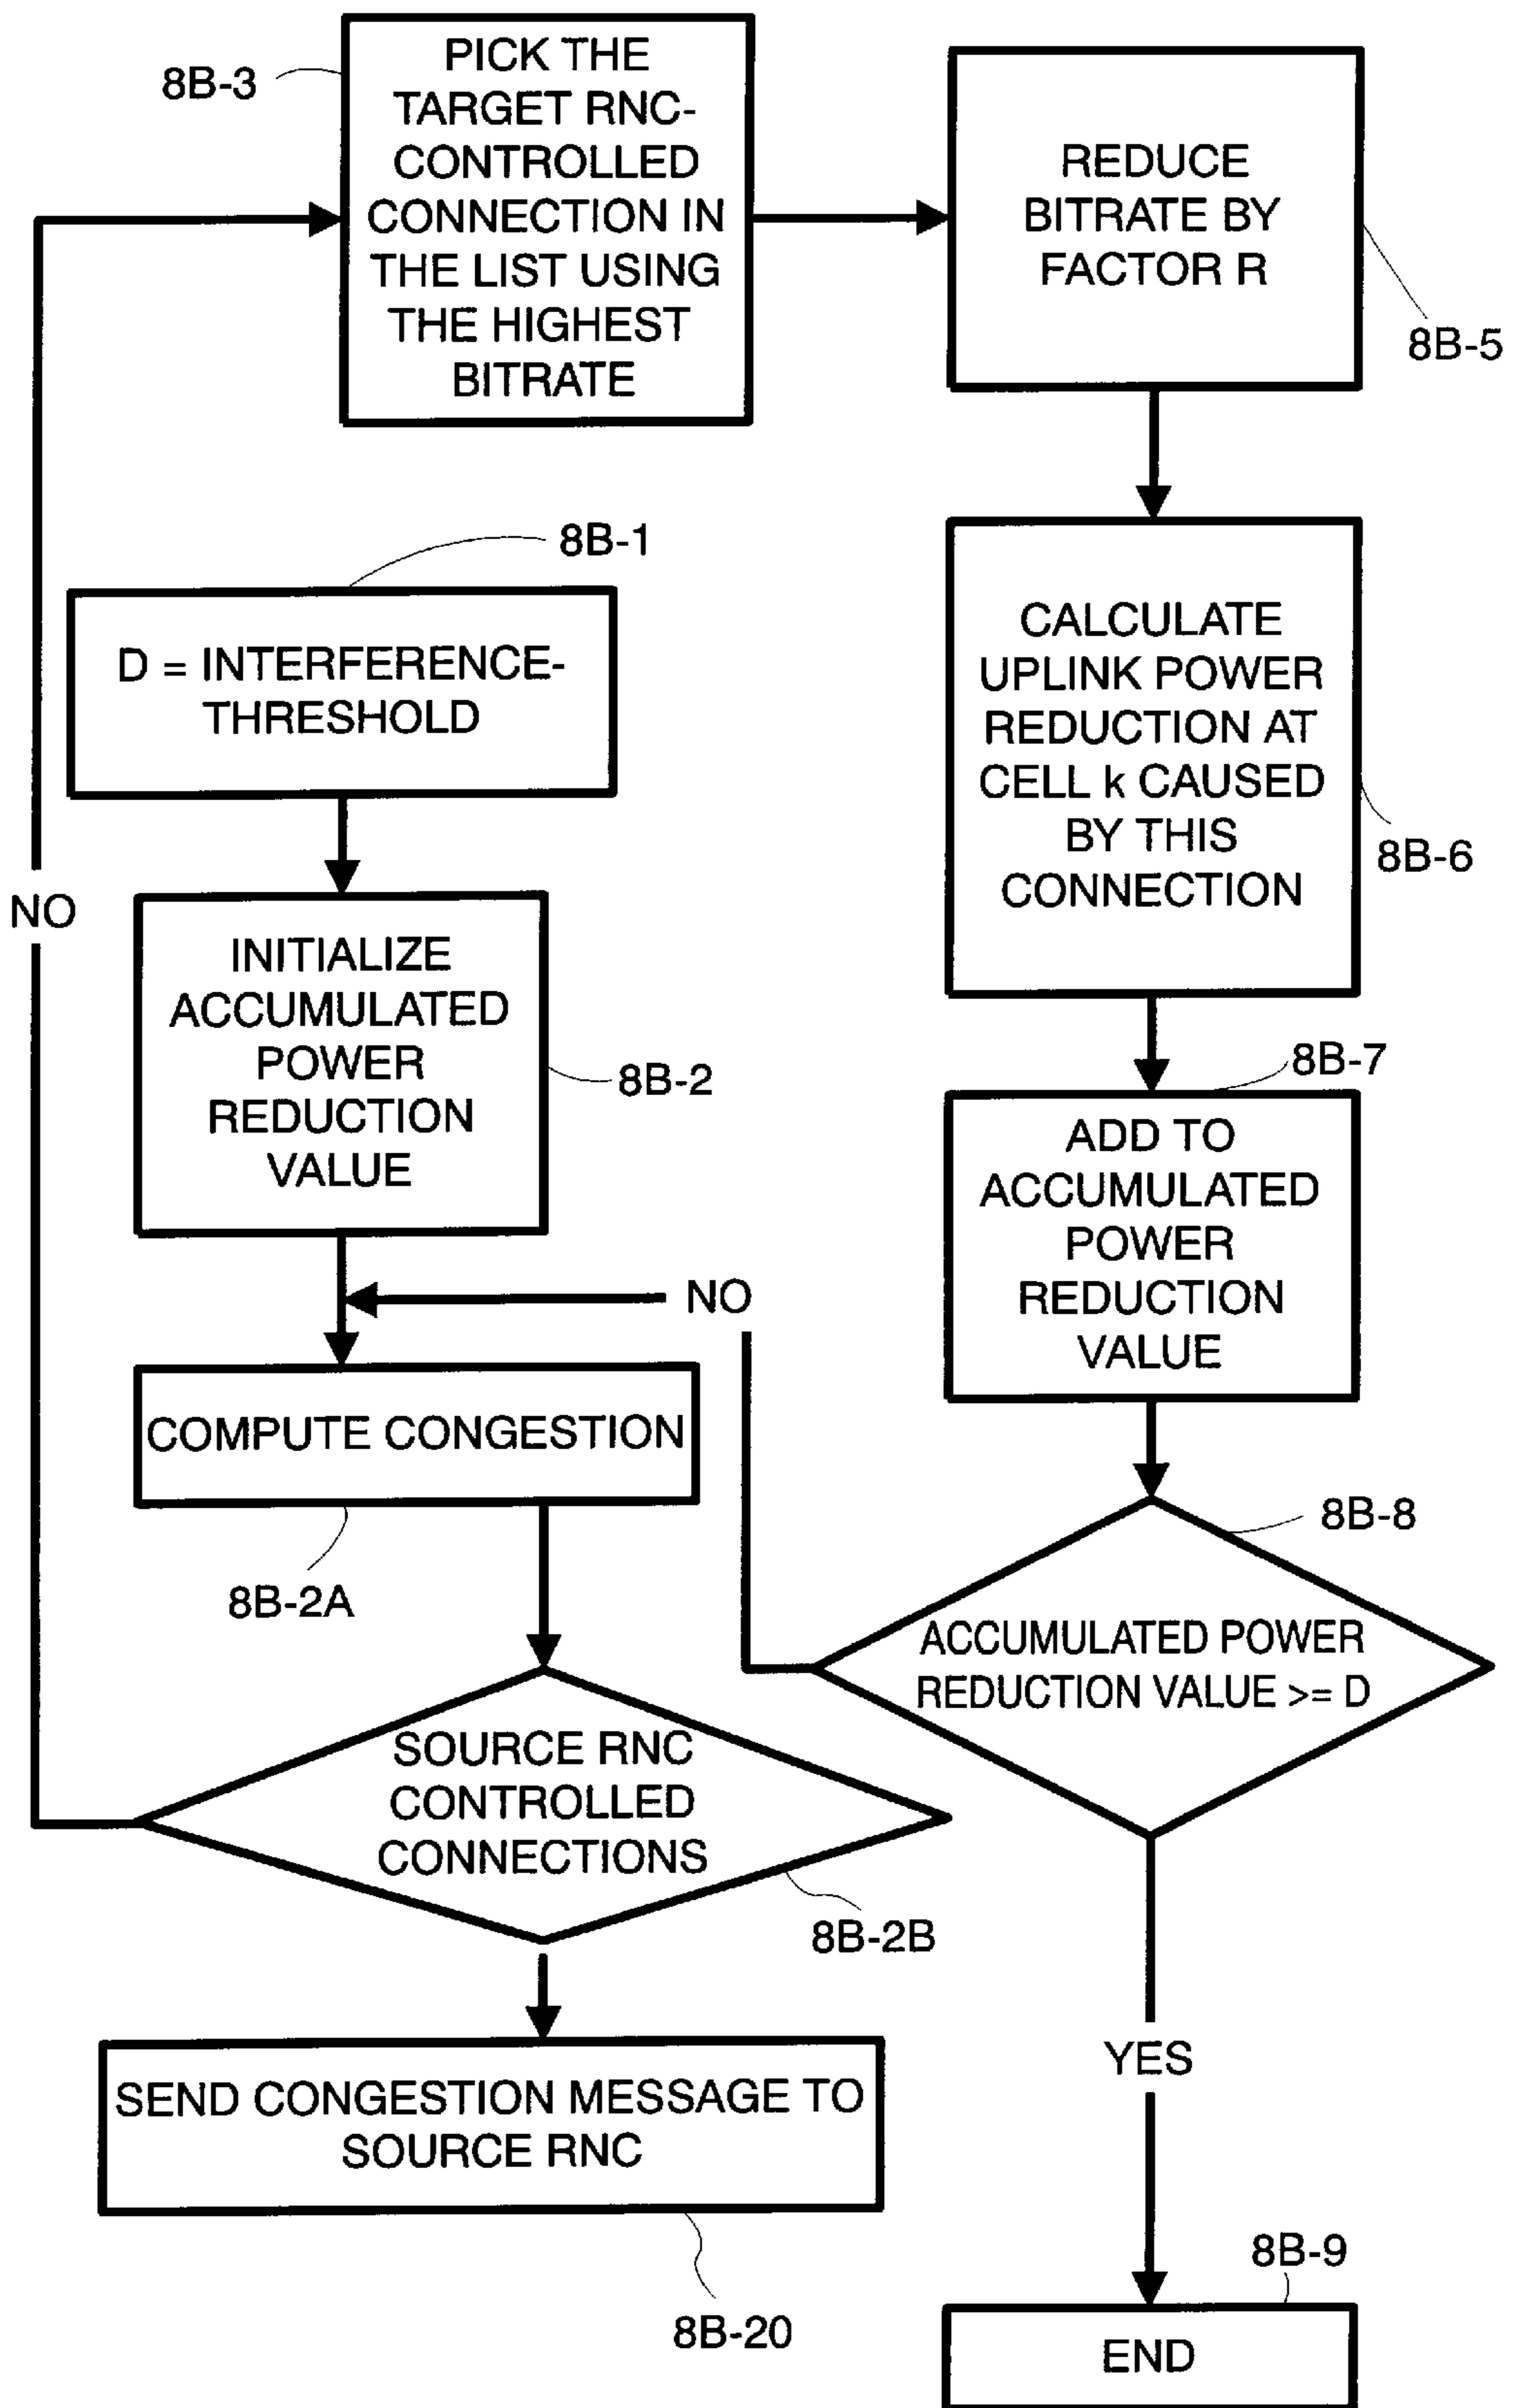 8B-3
PICK THE
TARGET RNC-
CONTROLLED
CONNECTION IN
THE LIST USING
THE HIGHEST
BITRATE
REDUCE
BITRATE BY
FACTOR R
8B-5
8B-1
D = INTERFERENCE-
THRESHOLD
CALCULATE
UPLINK POWER
REDUCTION AT
CELL k CAUSED
BY THIS
CONNECTION
8B-6
NO
INITIALIZE
ACCUMULATED
POWER
REDUCTION
VALUE
8B-2
8B-7
ADD TO
ACCUMULATED
POWER
REDUCTION
VALUE
NO
COMPUTE CONGESTION
8B-2A
8B-8
ACCUMULATED POWER
REDUCTION VALUE >= D
SOURCE RNC
CONTROLLED
CONNECTIONS
8B-2B
YES
SEND CONGESTION MESSAGE TO
SOURCE RNC
8B-20
8B-9
END